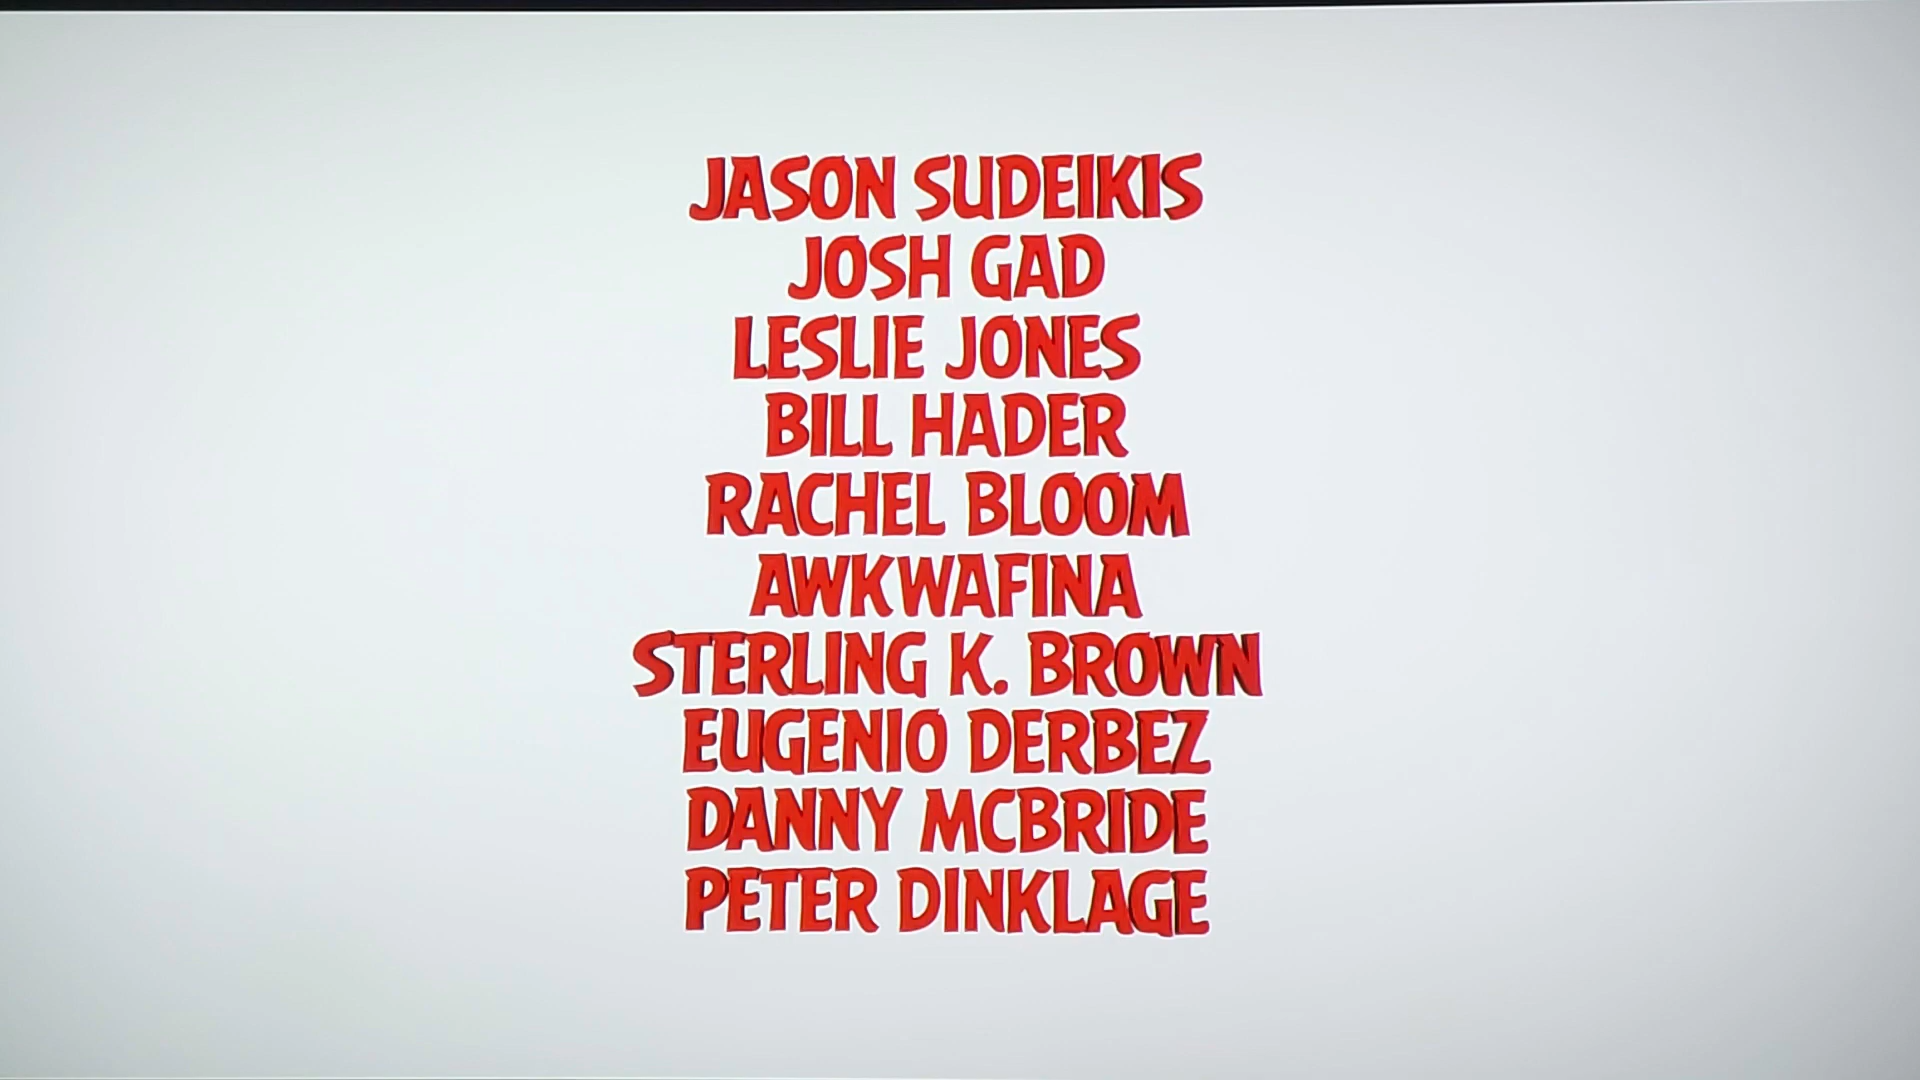 JASON SUDEIKIS
JOSH GAD
LESLIE JONES
BILL HADER
RACHEL BLOOM
AWKWAFINA
STERLING K. BROWN
EUGENIO DERBEZ
DANNY MCBRIDE
PETER DINKLAGE